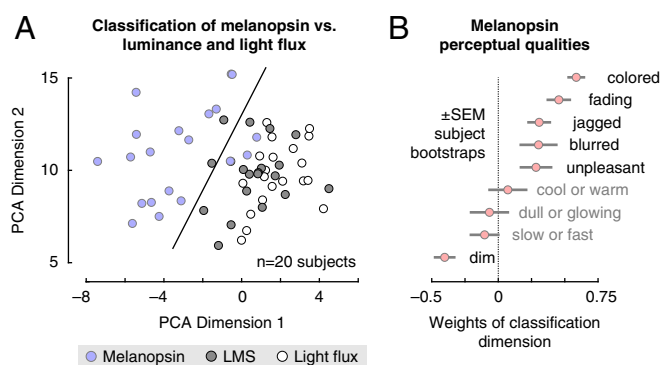 A
Classification of melanopsin vs.
luminance and light flux
PCA Dimension 2
15
10
5
n=20 subjects
−8 −4 0 4 8
PCA Dimension 1
Melanopsin LMS Light flux
B
Melanopsin
perceptual qualities
±SEM
subject
bootstraps
colored
fading
jagged
blurred
unpleasant
cool or warm
dull or glowing
slow or fast
dim
−0.5 0 0.75
Weights of classification
dimension